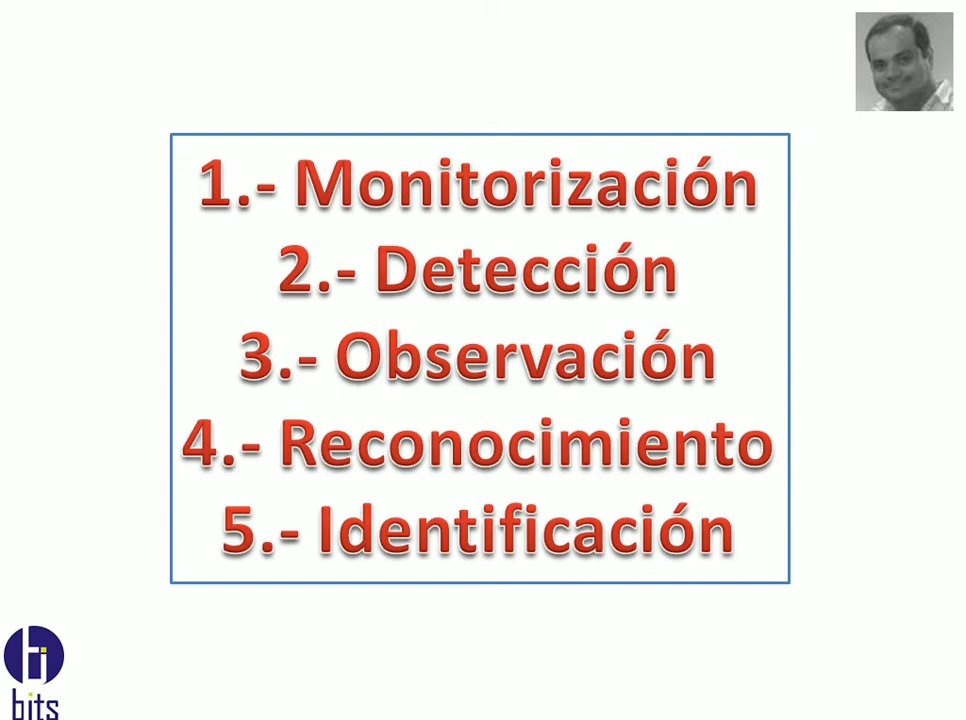 1.- Monitorización
2.- Detección
3.- Observación
4.- Reconocimiento
5.- Identificación
bits